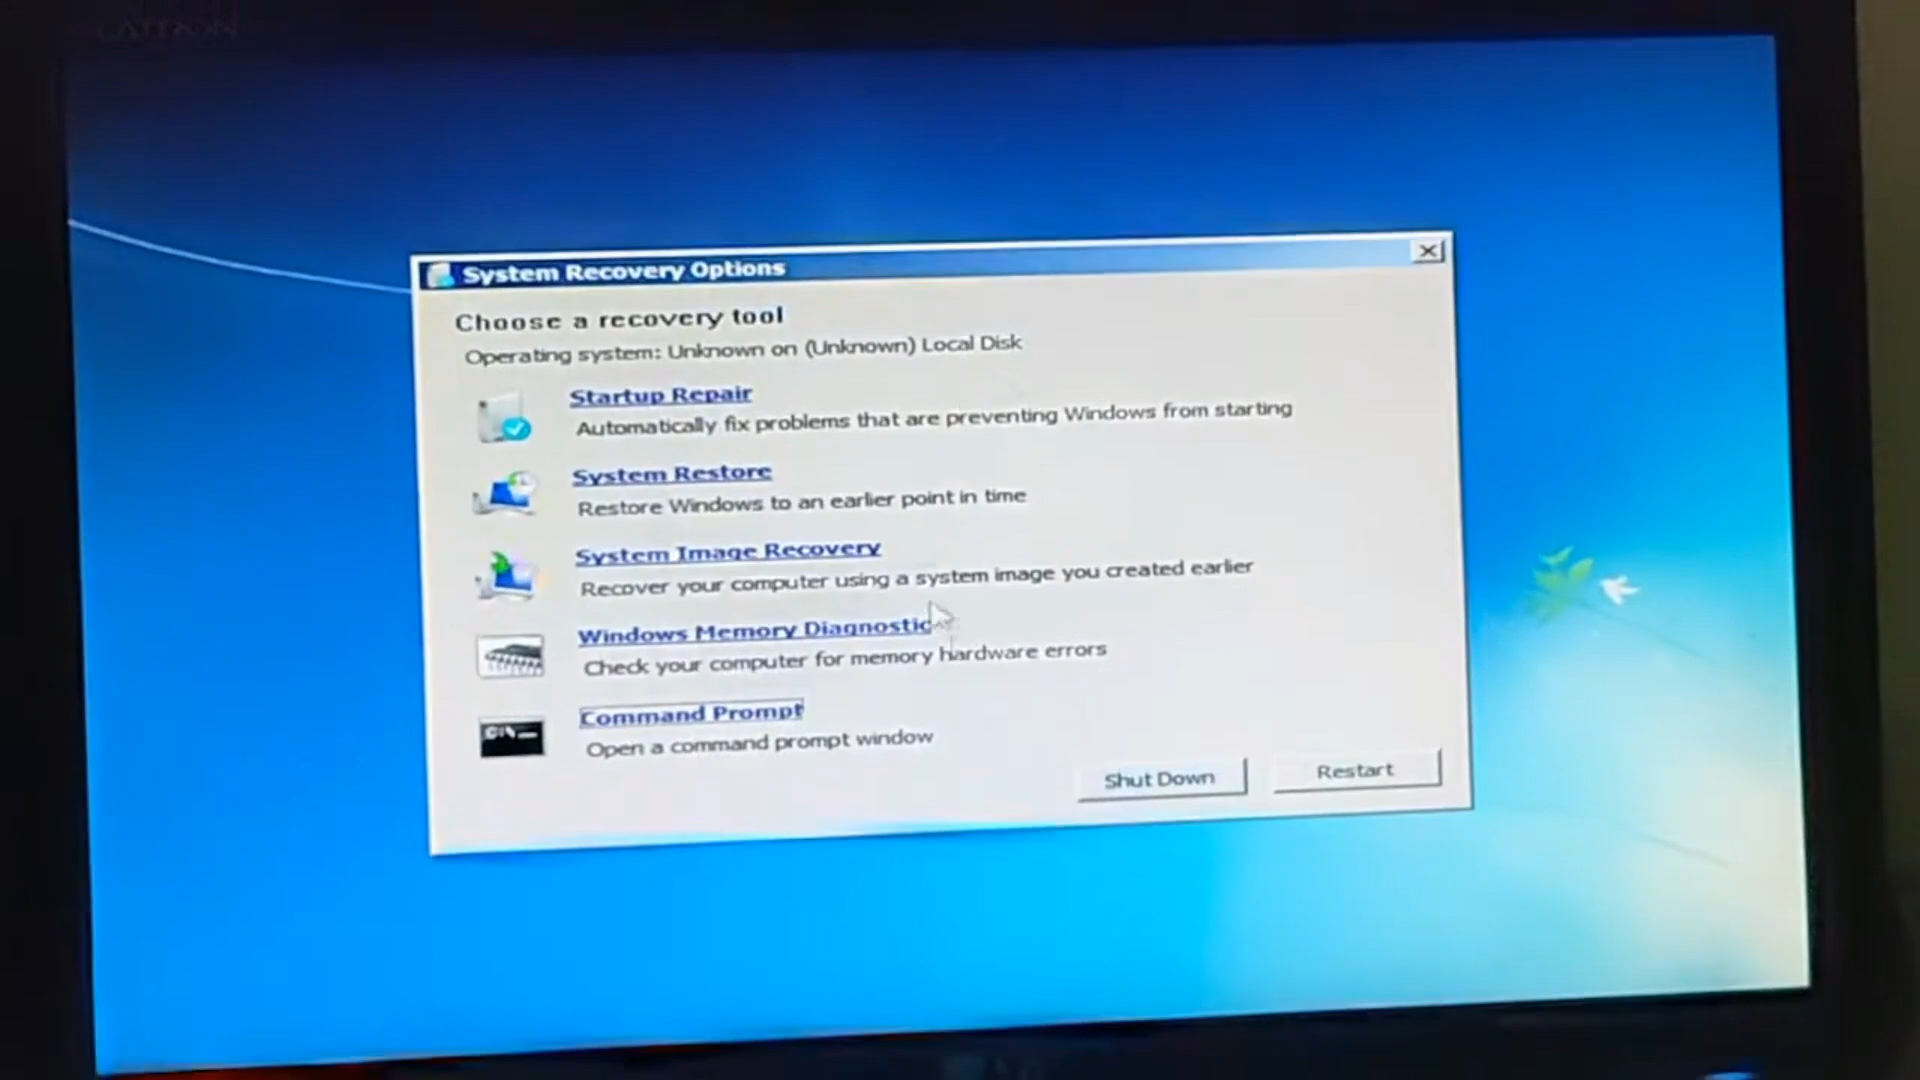 System Recovery Options
Choose a recovery tool
Operating system: Unknown on (Unknown) Local Disk
Startup Repair
Automatically fix problems that are preventing Windows from starting
System Restore
Restore Windows to an earlier point in time
System Image Recovery
Recover your computer using a system image you created earlier
Windows Memory Diagnostic
Check your computer for memory hardware errors
Command Prompt
Open a command prompt window
Shut Down
Restart